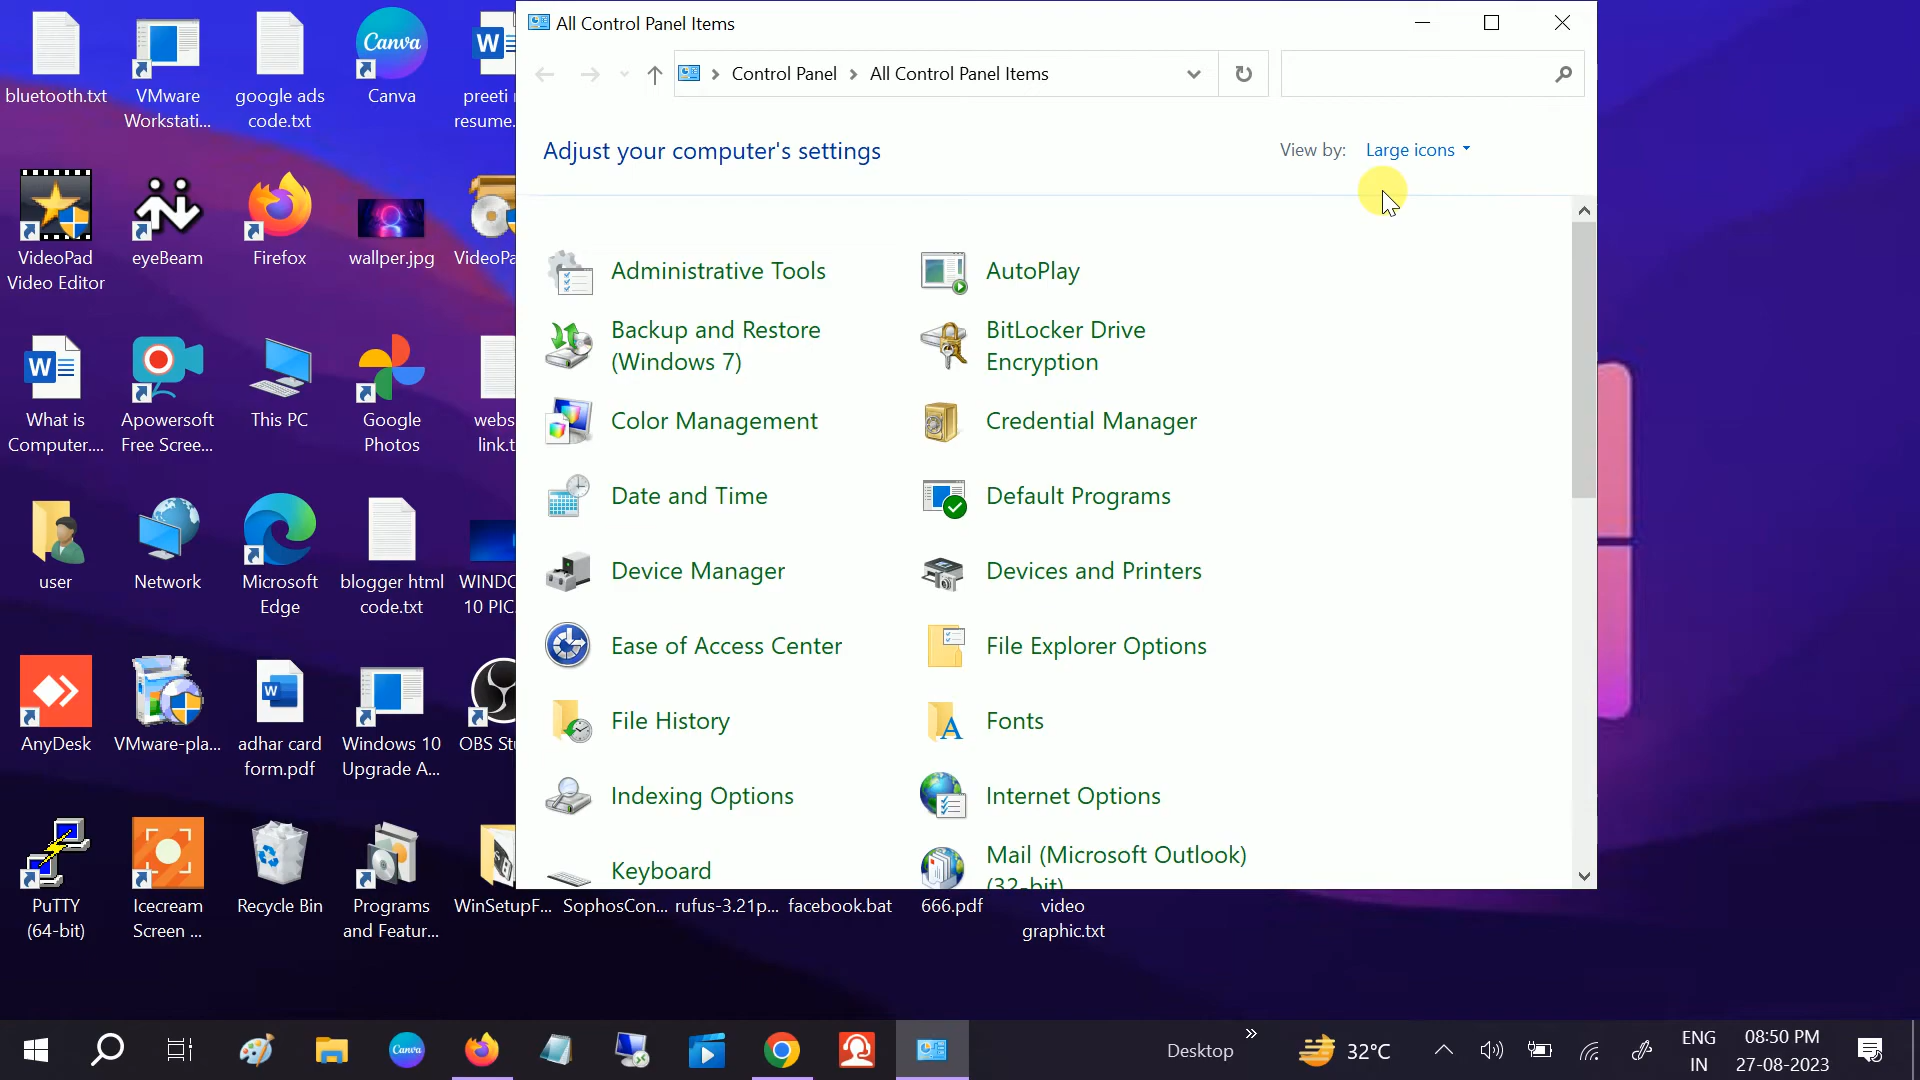 All Control Panel Items
Control Panel
All Control Panel Items
Adjust your computer's settings
View by:
Large icons
Administrative Tools
AutoPlay
Backup and Restore
(Windows 7)
BitLocker Drive
Encryption
Color Management
Credential Manager
Date and Time
Default Programs
Device Manager
Devices and Printers
Ease of Access Center
File Explorer Options
File History
Fonts
Indexing Options
Internet Options
Keyboard
Mail (Microsoft Outlook)
(32-bit)
bluetooth.txt
VMware
Workstati...
google ads
code.txt
Canva
Canva
preeti
resume.
VideoPad
Video Editor
eyeBeam
Firefox
wallper.jpg
VideoPa
What is
Computer....
Apowersoft
Free Scree...
This PC
Google
Photos
webs
link.t
user
Network
Microsoft
Edge
blogger html
code.txt
WINDO
10 PIC
AnyDesk
VMware-pla...
adhar card
form.pdf
Windows 10
Upgrade A...
OBS Stu
PuTTY
(64-bit)
Icecream
Screen ...
Recycle Bin
Programs
and Featur...
WinSetupF...
SophosCon...
rufus-3.21p...
facebook.bat
666.pdf
video
graphic.txt
Canva
Desktop
32°C
ENG
IN
08:50 PM
27-08-2023